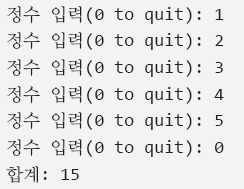 정수 입력(0 to quit): 1
정수 입력(0 to quit): 2
정수 입력(0 to quit): 3
정수 입력(0 to quit): 4
정수 입력(0 to quit): 5
정수 입력(0 to quit): 0
합계: 15